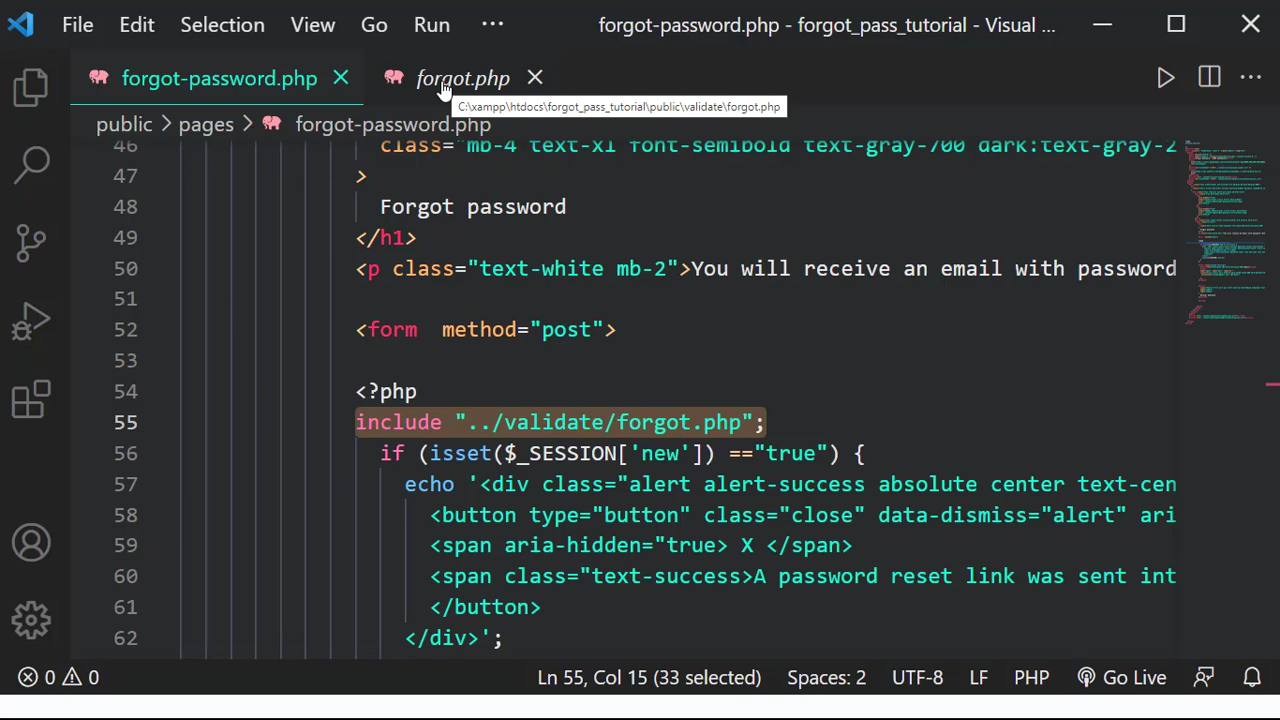 File Edit Selection View Go Run ··· forgot-password.php - forgot_pass_tutorial - Visual ...
forgot-password.php forgot.php
C:\xampp\htdocs\forgot_pass_tutorial\public\validate\forgot.php
public > pages > forgot-password.php
46 class="mb-4 text-xl font-semibold text-gray-700 dark:text-gray-2
47 >
48 Forgot password
49 </h1>
50 <p class="text-white mb-2">You will receive an email with password
51
52 <form  method="post">
53
54 <?php
55 include "../validate/forgot.php";
56 if (isset($_SESSION['new']) =="true") {
57 echo '<div class="alert alert-success absolute center text-cen
58 <button type="button" class="close" data-dismiss="alert" ari
59 <span aria-hidden="true> X </span>
60 <span class="text-success>A password reset link was sent int
61 </button>
62 </div>';
0 0 Ln 55, Col 15 (33 selected) Spaces: 2 UTF-8 LF PHP Go Live